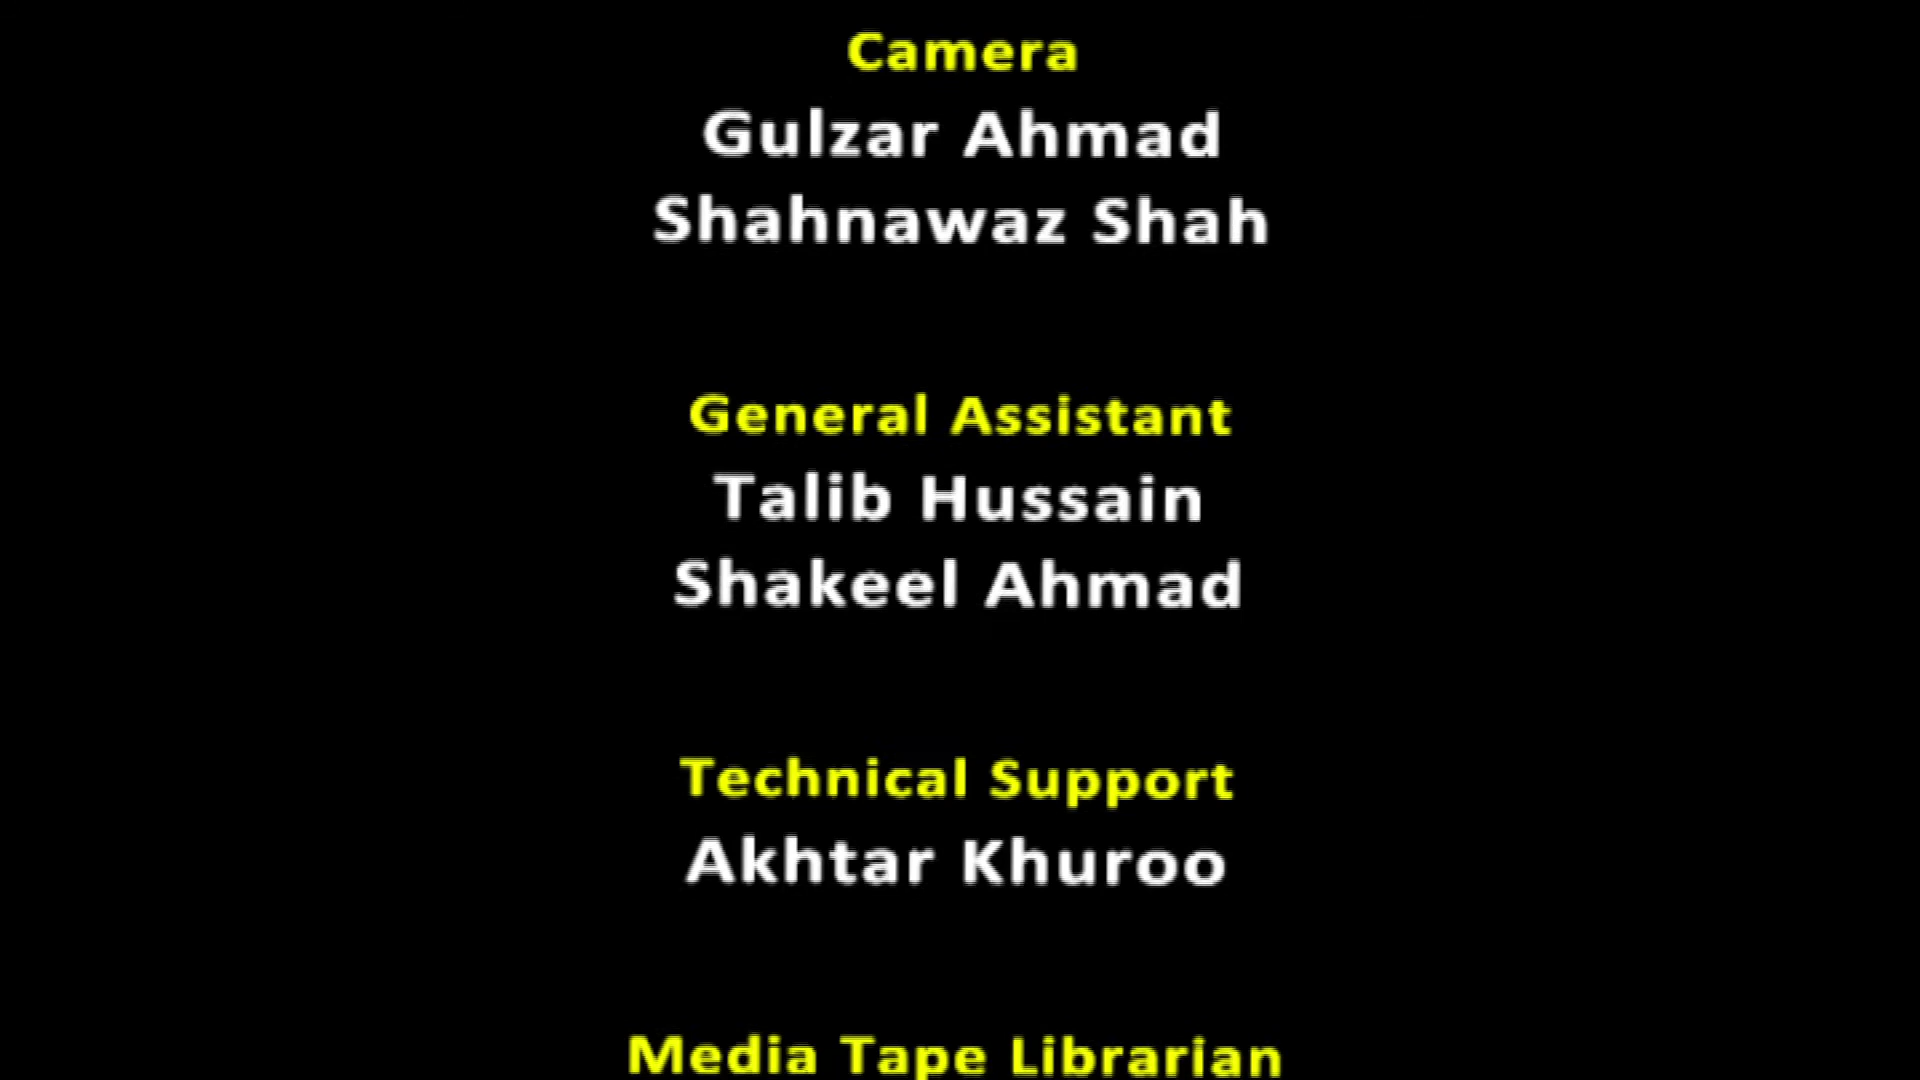 Camera
Gulzar Ahmad
Shahnawaz Shah
General Assistant
Talib Hussain
Shakeel Ahmad
Technical Support
Akhtar Khuroo
Media Tape Librarian